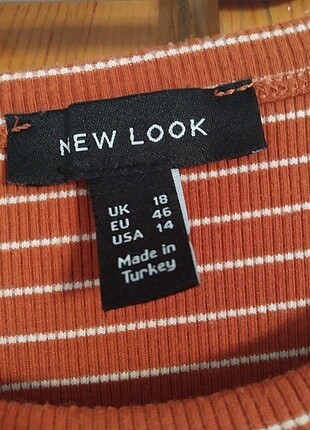 NEW LOOK
UK 18
EU 46
USA 14
Made in
Turkey